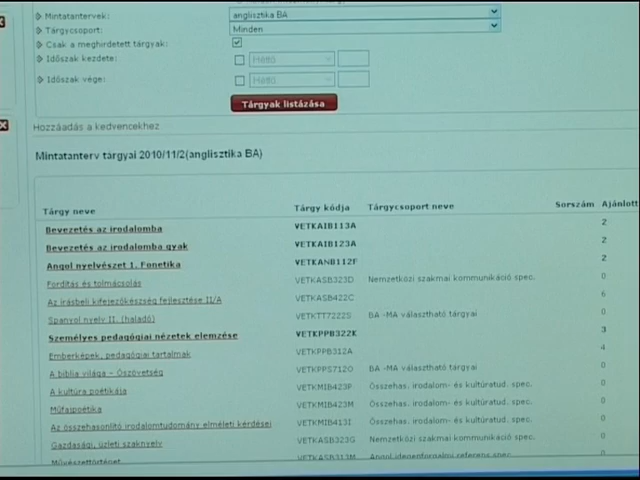 Mintatantervek: anglisztika BA
Tárgycsoport: Minden
Csak a meghirdetett tárgyak:
Időszak kezdete: Hétfő
Időszak vége: Hétfő
Tárgyak listázása
Hozzáadás a kedvencekhez
Mintatanterv tárgyai 2010/11/2(anglisztika BA)
Tárgy neve Tárgy kódja Tárgycsoport neve Sorszám Ajánlott
Bevezetés az irodalomba VETKAIB113A 2
Bevezetés az irodalomba gyak VETKAIB123A 2
Angol nyelvészet 1. Fonetika VETKANB112F 2
Fordítás és tolmácsolás VETKASB323D Nemzetközi szakmai kommunikáció spec. 0
Az írásbeli kifejezőkészség fejlesztése II/A VETKASB422C 6
Spanyol nyelv II. (haladó) VETKTT7222S BA -MA választható tárgyai 0
Személyes pedagógiai nézetek elemzése VETKPPB322K 3
Emberképek, pedagógiai tartalmak VETKPPB312A 4
A biblia világa - Ószövetség VETKPPS712O BA -MA választható tárgyai 0
A kultúra poétikája VETKMIB423P Összehas. irodalom- és kultúratud. spec. 0
Műfajpoétika VETKMIB423M Összehas. irodalom- és kultúratud. spec. 0
Az összehasonlító irodalomtudomány elméleti kérdései VETKMIB413I Összehas. irodalom- és kultúratud. spec. 0
Gazdasági, üzleti szaknyelv VETKASB323G Nemzetközi szakmai kommunikáció spec. 0
Művészettörténet VETKASB313M Angol idegenforgalmi referens spec. 0